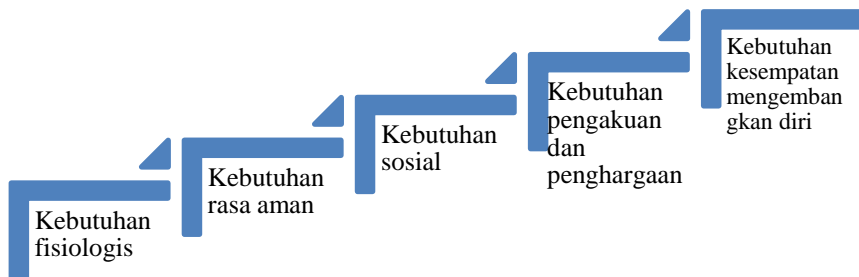 Kebutuhan
fisiologis
Kebutuhan
rasa aman
Kebutuhan
sosial
Kebutuhan
pengakuan
dan
penghargaan
Kebutuhan
kesempatan
mengemban
gkan diri